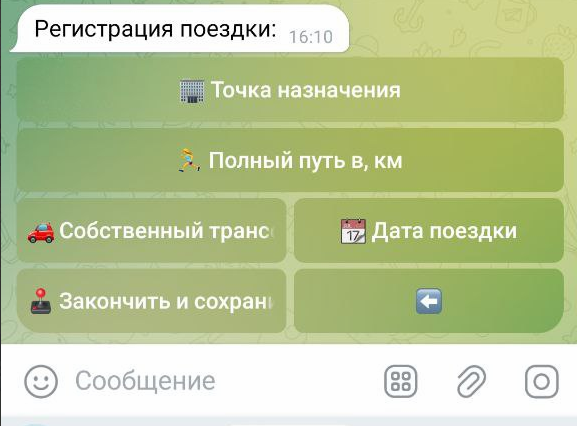 Регистрация поездки: 16:10
Точка назначения
Полный путь в, км
Собственный транс
Дата поездки
Закончить и сохран
Сообщение